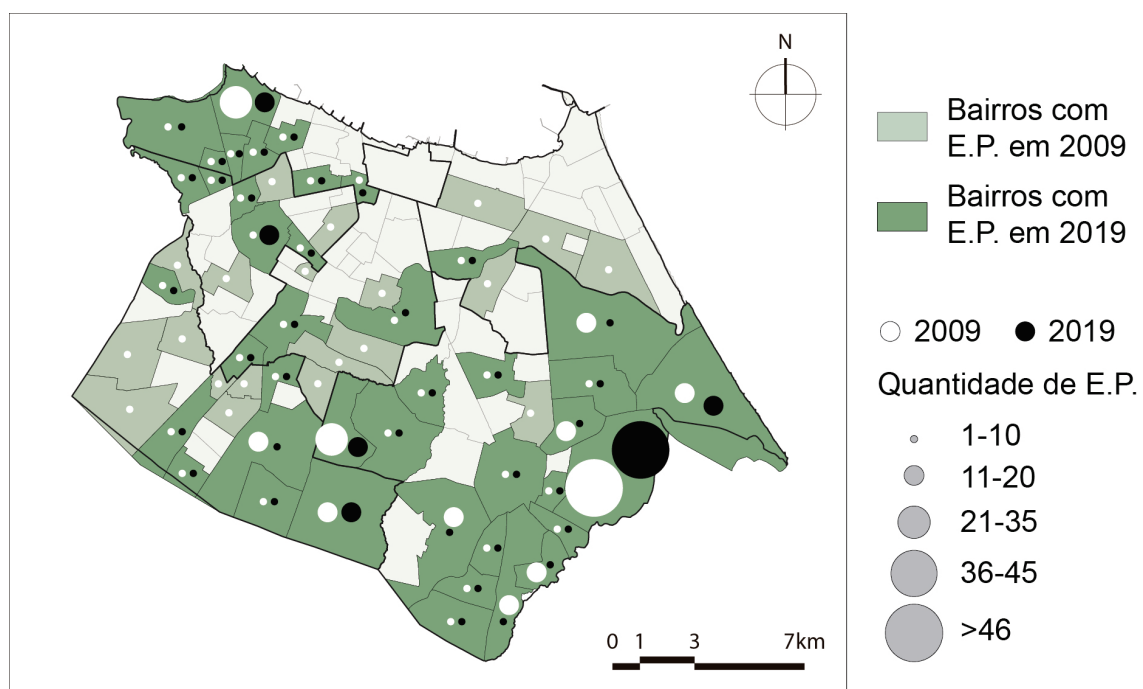 N
Bairros com
E.P. em 2009
Bairros com
E.P. em 2019
2009 2019
Quantidade de E.P.
1-10
11-20
21-35
36-45
>46
0 1 3 7km